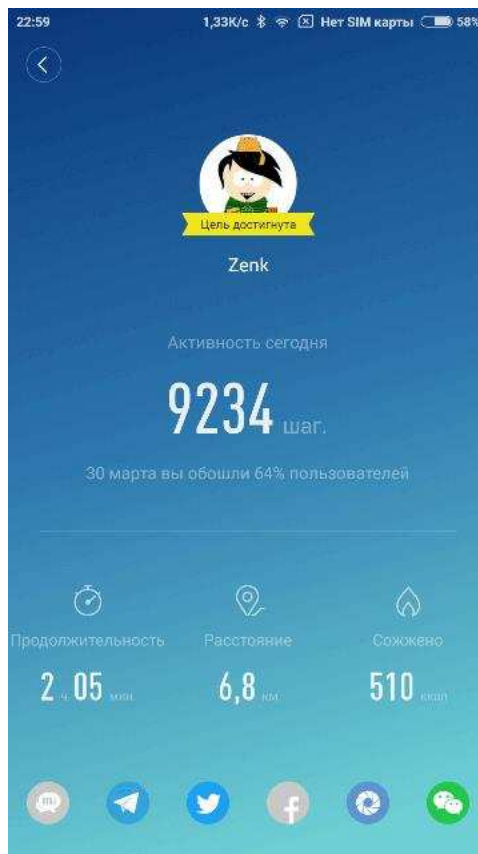 22:59 1,33К/с Нет SIM карты 58%
Цель достигнута
Zenk
Активность сегодня
9234 шаг.
30 марта вы обошли 64% пользователей
Продолжительность Расстояние Сожжено
2 ч. 05 мин. 6,8 км 510 ккал
mi